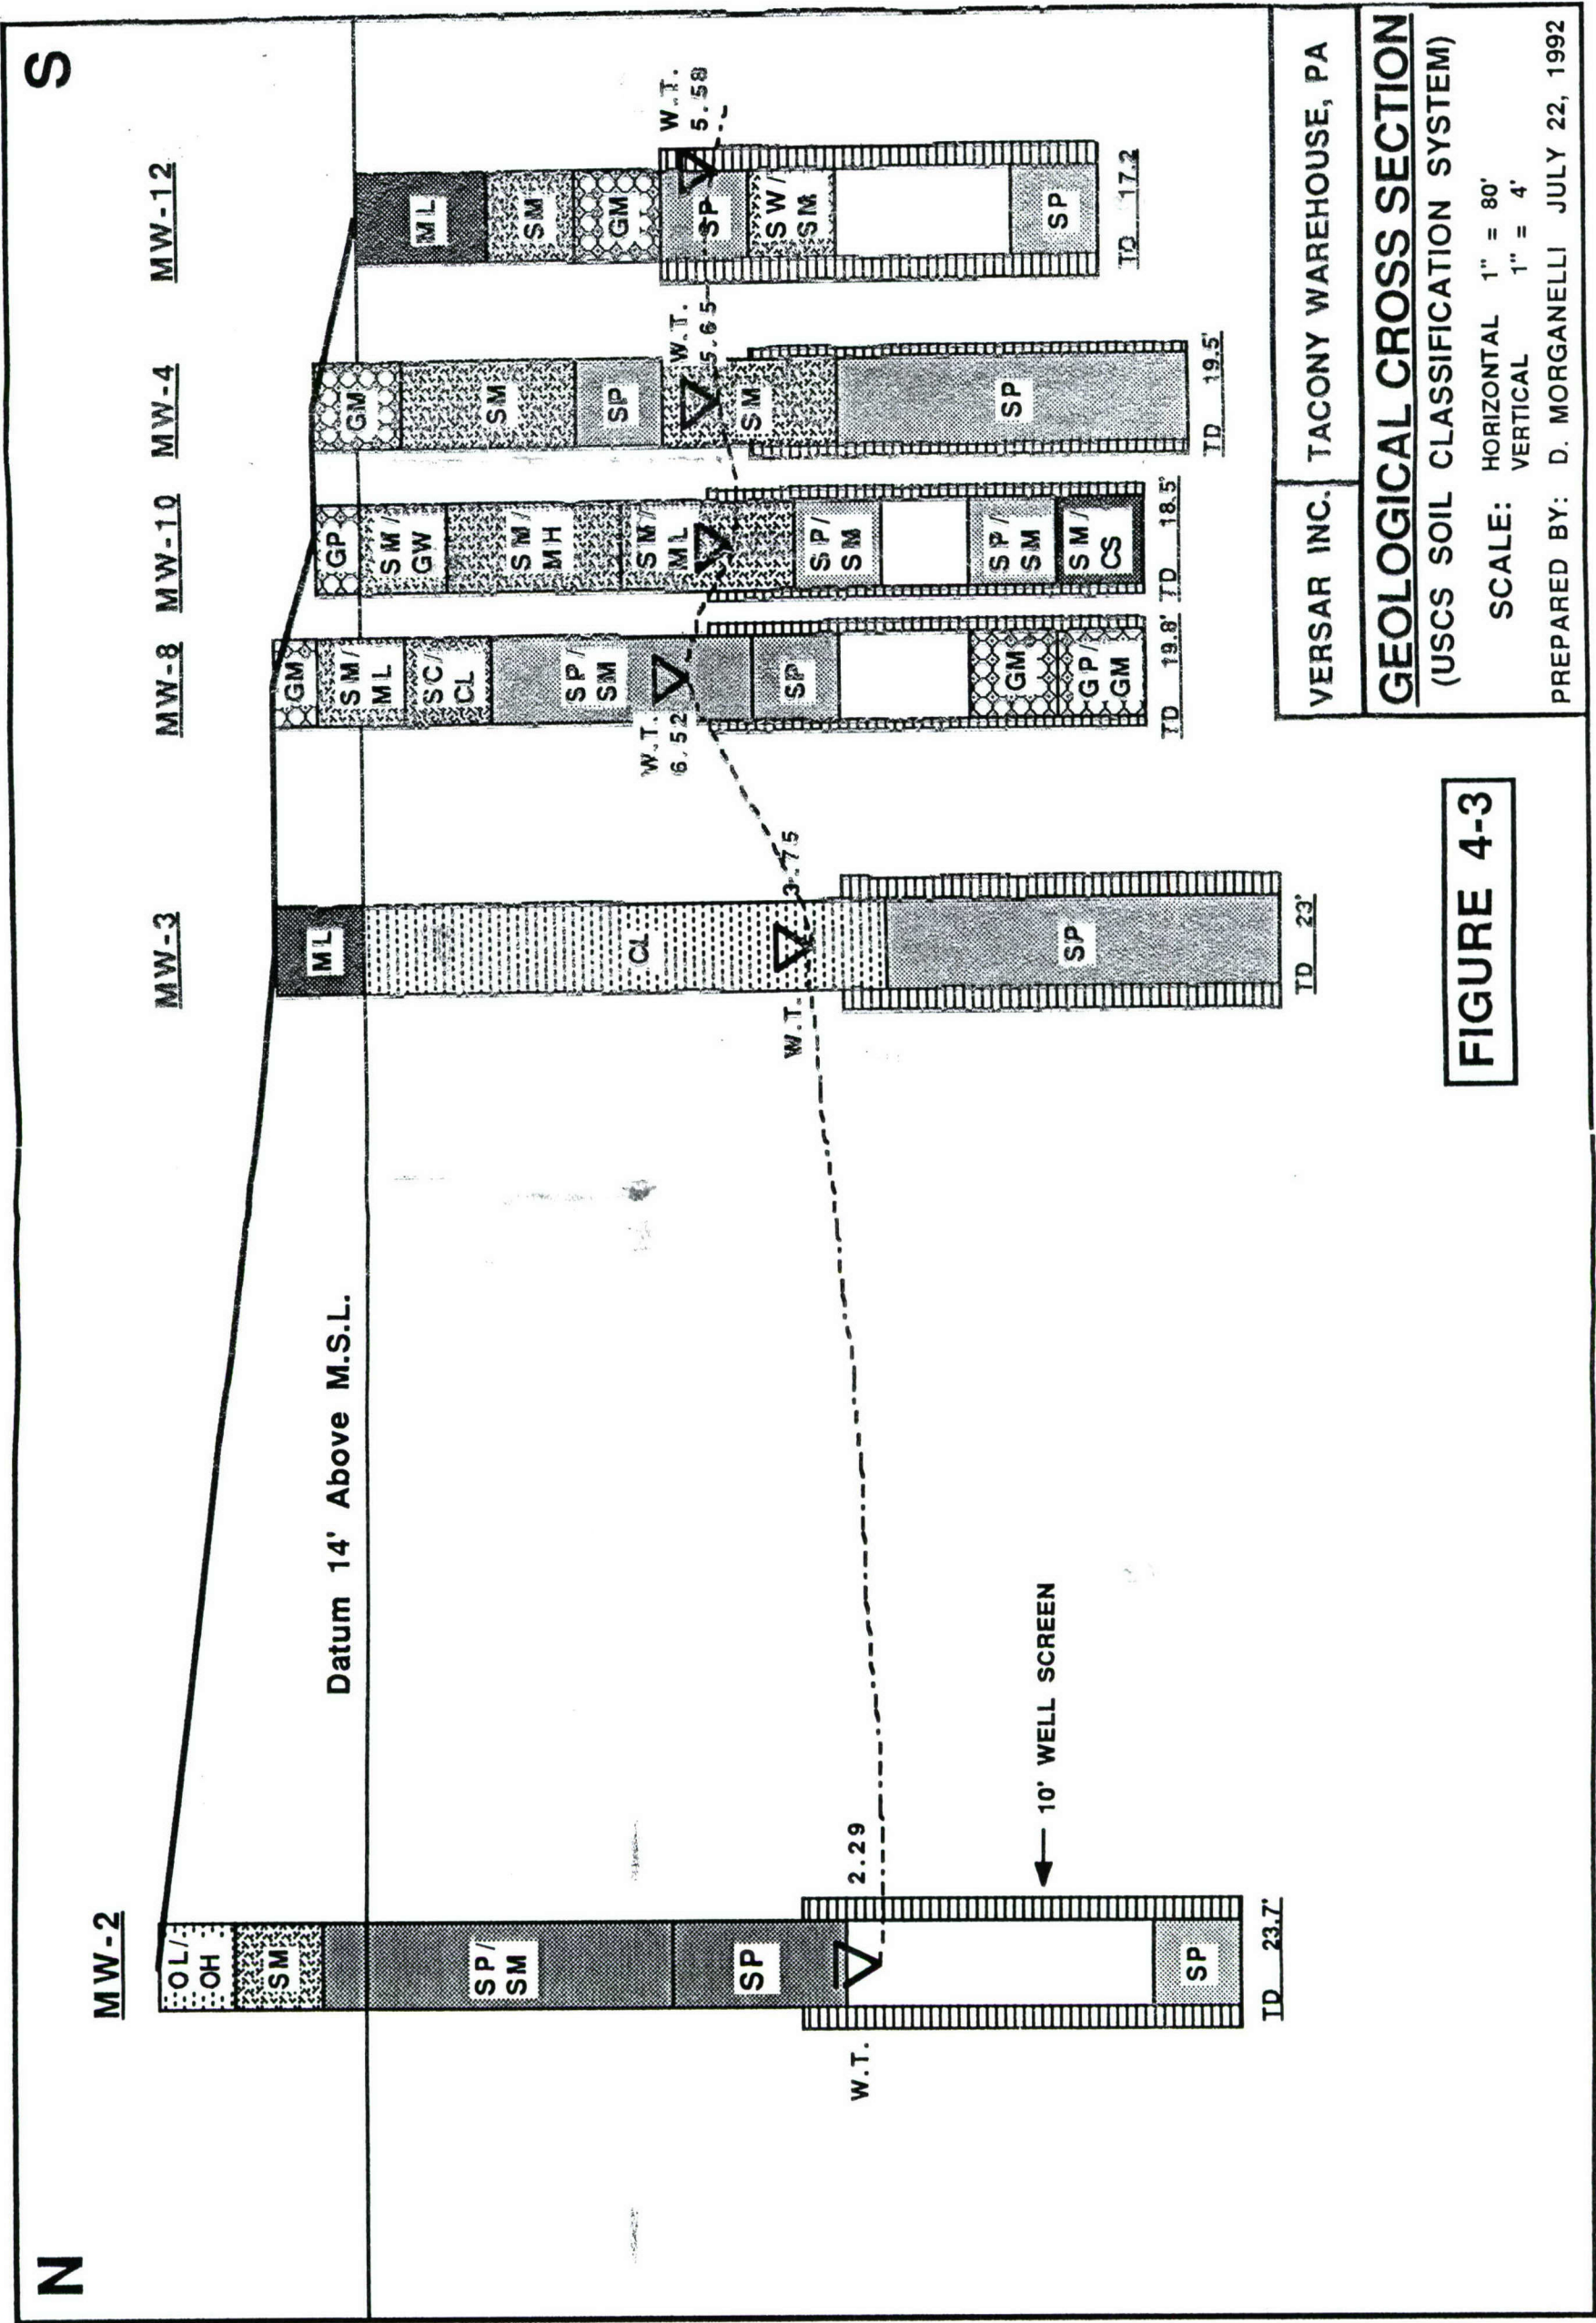 N
S
MW-2
OL/
OH
SM
SP/
SM
SP
SP
TD 23.7'
W.T.
2.29
10' WELL SCREEN
Datum 14' Above M.S.L.
MW-3
ML
CL
SP
TD 23'
W.T.
3.75
MW-8
GM
SM/
ML
SC/
CL
SP/
SM
SP
GM
GP/
GM
TD 19.8'
W.T.
6.52
MW-10
GP
SM/
GW
SM/
MH
SM/
ML
SP/
SM
SP/
SM
SM/
CS
TD 18.5'
MW-4
GM
SM
SP
SM
SP
TD 19.5'
W.T.
5.65
MW-12
ML
SM
GM
SP
SW/
SM
SP
TD 17.2
W.T.
5.58
FIGURE 4-3
VERSAR INC. TACONY WAREHOUSE, PA
GEOLOGICAL CROSS SECTION
(USCS SOIL CLASSIFICATION SYSTEM)
SCALE: HORIZONTAL 1" = 80'
VERTICAL 1" = 4'
PREPARED BY: D. MORGANELLI JULY 22, 1992